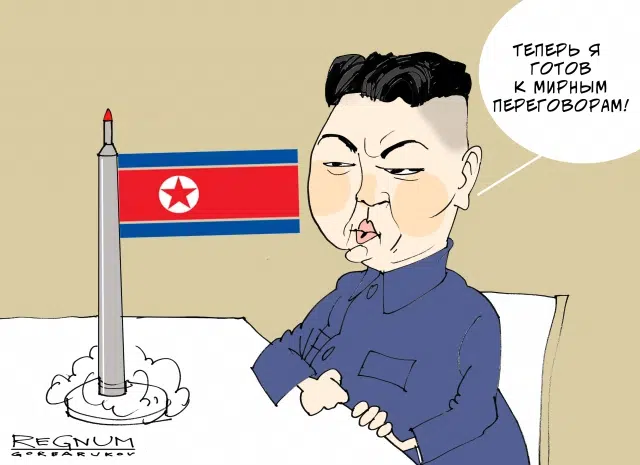 ТЕПЕРЬ Я
ГОТОВ
К МИРНЫМ
ПЕРЕГОВОРАМ!
REGNUM
GORBARUKOV